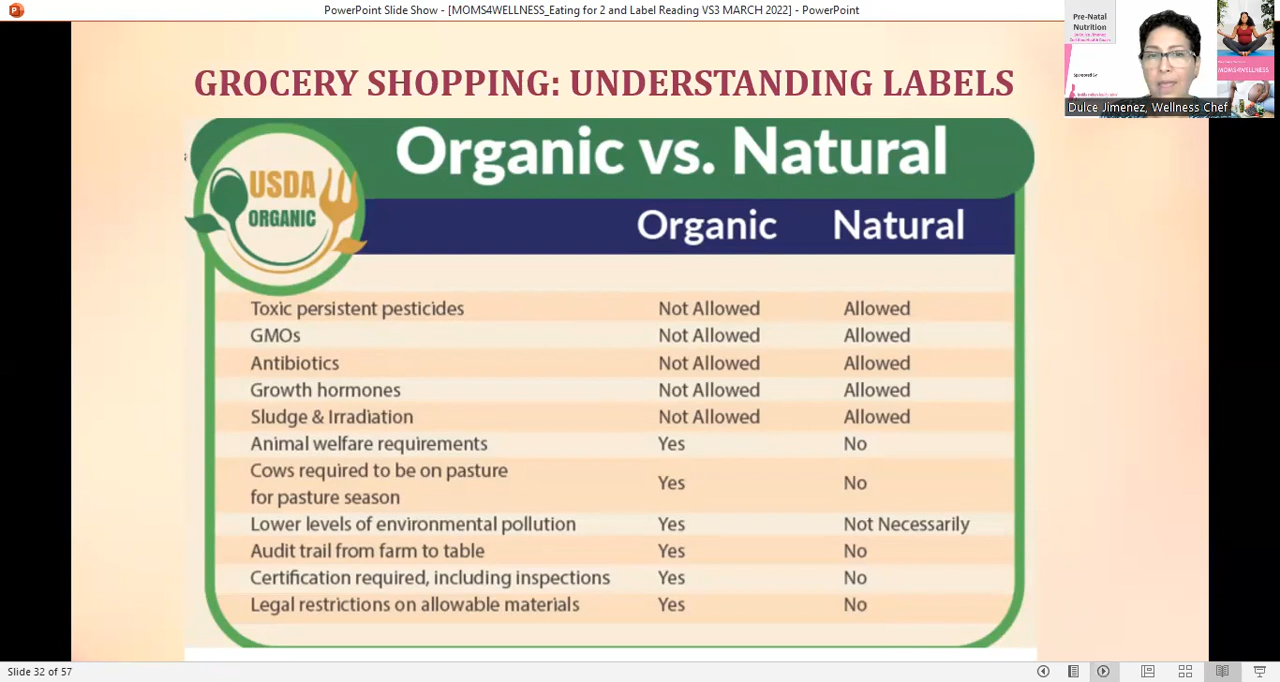 PowerPoint Slide Show - [MOMS4WELLNESS_Eating for 2 and Label Reading VS3 MARCH 2022] - PowerPoint
Pre-Natal
Nutrition
Sponsored by
MOMS4WELLNESS
Dulce Jimenez, Wellness Chef
GROCERY SHOPPING: UNDERSTANDING LABELS
USDA
ORGANIC
Organic vs. Natural
Organic Natural
Toxic persistent pesticides Not Allowed Allowed
GMOs Not Allowed Allowed
Antibiotics Not Allowed Allowed
Growth hormones Not Allowed Allowed
Sludge & Irradiation Not Allowed Allowed
Animal welfare requirements Yes No
Cows required to be on pasture
for pasture season Yes No
Lower levels of environmental pollution Yes Not Necessarily
Audit trail from farm to table Yes No
Certification required, including inspections Yes No
Legal restrictions on allowable materials Yes No
Slide 32 of 57